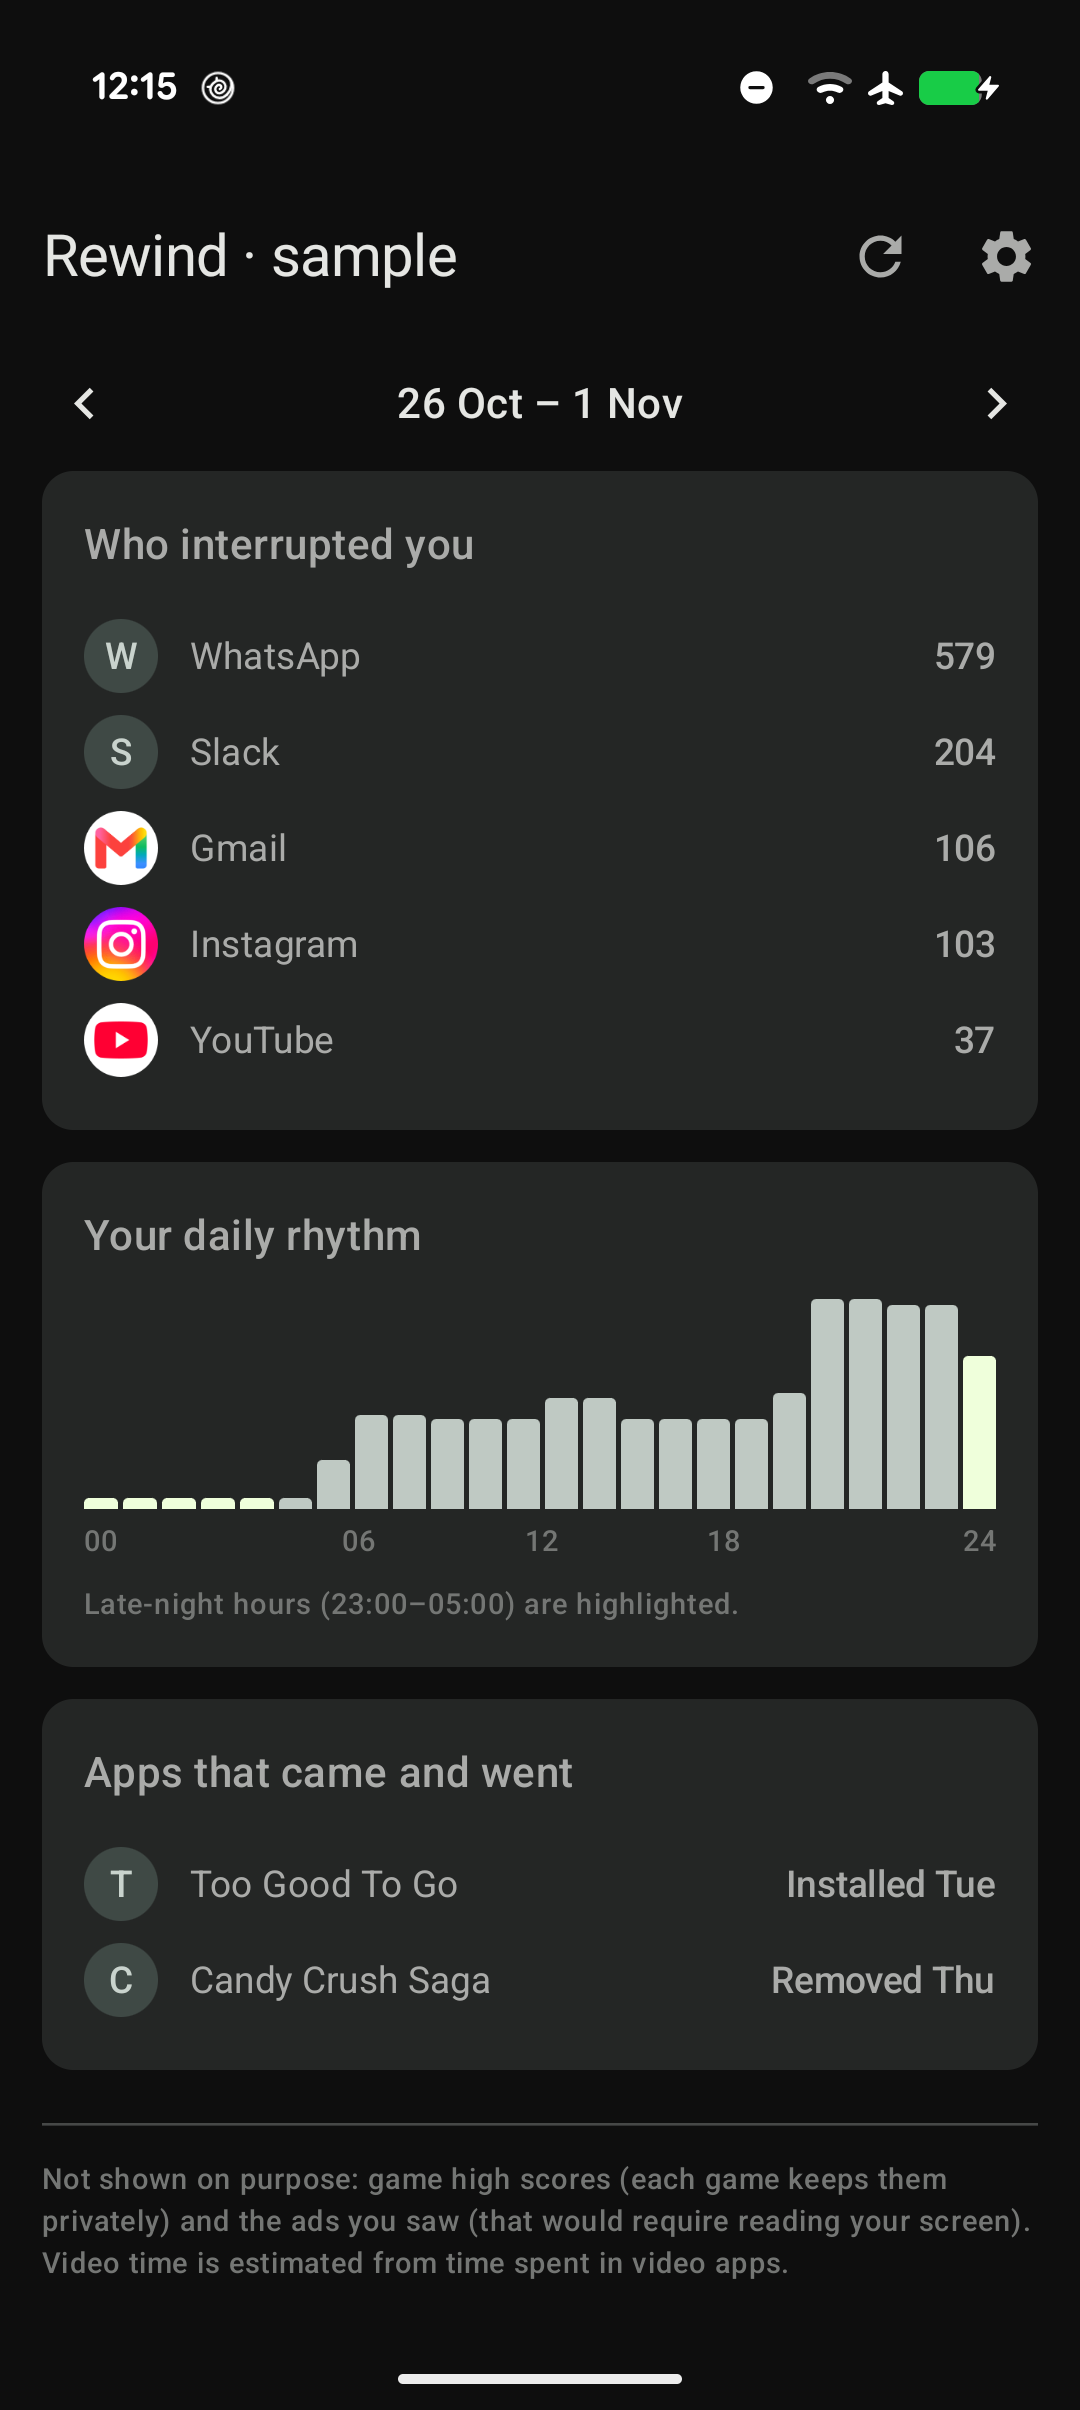 12:15
Rewind · sample
26 Oct – 1 Nov
Who interrupted you
W WhatsApp 579
S Slack 204
Gmail 106
Instagram 103
YouTube 37
Your daily rhythm
00 06 12 18 24
Late-night hours (23:00–05:00) are highlighted.
Apps that came and went
T Too Good To Go Installed Tue
C Candy Crush Saga Removed Thu
Not shown on purpose: game high scores (each game keeps them
privately) and the ads you saw (that would require reading your screen).
Video time is estimated from time spent in video apps.